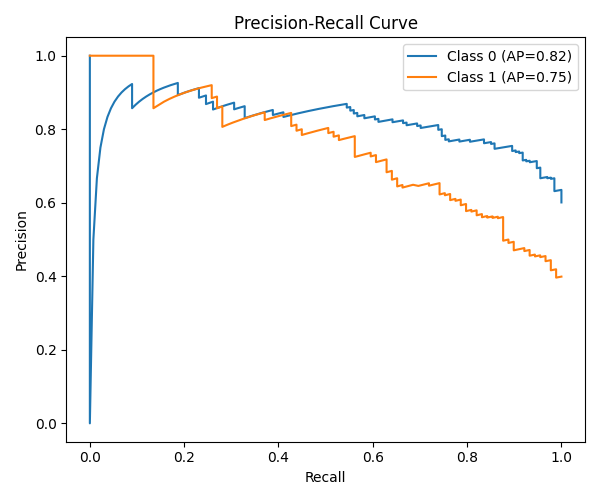 Precision-Recall Curve
Class 0 (AP=0.82)
Class 1 (AP=0.75)
Precision
1.0
0.8
0.6
0.4
0.2
0.0
0.0 0.2 0.4 0.6 0.8 1.0
Recall